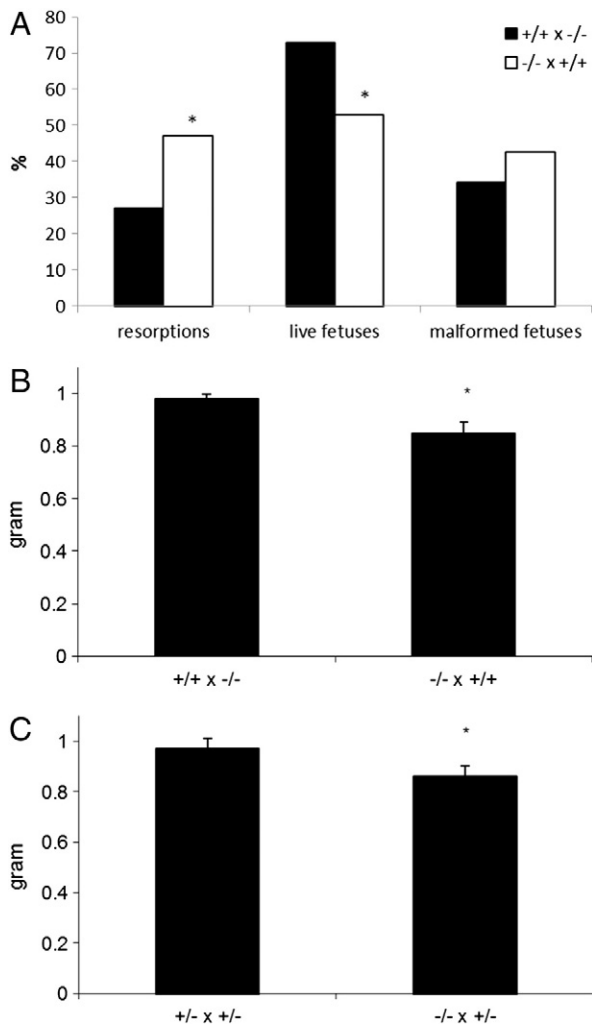 A
80
70
60
50
40
30
20
10
0
%
+/+ x -/-
-/- x +/+
*
*
resorptions live fetuses malformed fetuses
B
1
0.8
0.6
0.4
0.2
0
gram
*
+/+ x -/- -/- x +/+
C
1
0.8
0.6
0.4
0.2
0
gram
*
+/- x +/- -/- x +/-